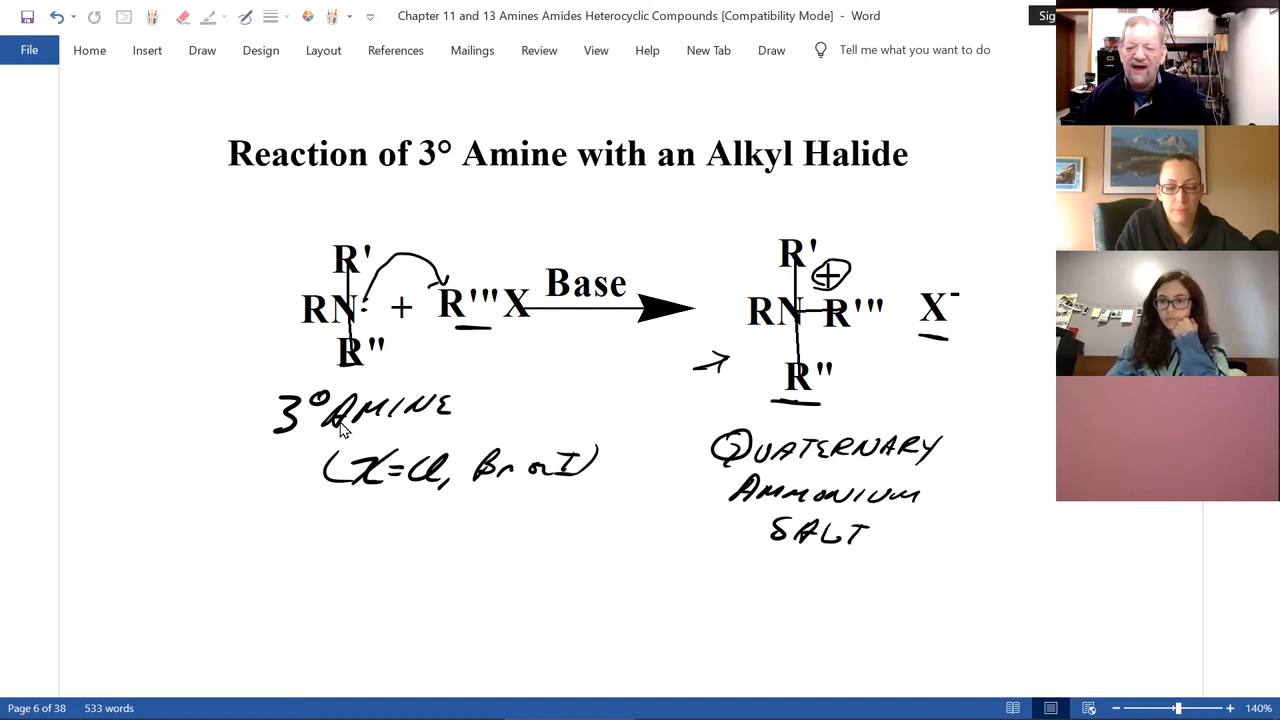 Chapter 11 and 13 Amines Amides Heterocyclic Compounds [Compatibility Mode] - Word
Sig
File Home Insert Draw Design Layout References Mailings Review View Help New Tab Draw Tell me what you want to do
Reaction of 3° Amine with an Alkyl Halide
R' R' +
RN: + R'''X Base RN R''' X-
R'' R''
3° AMINE
(X=Cl, Br or I)
QUATERNARY
AMMONIUM
SALT
Page 6 of 38 533 words 140%